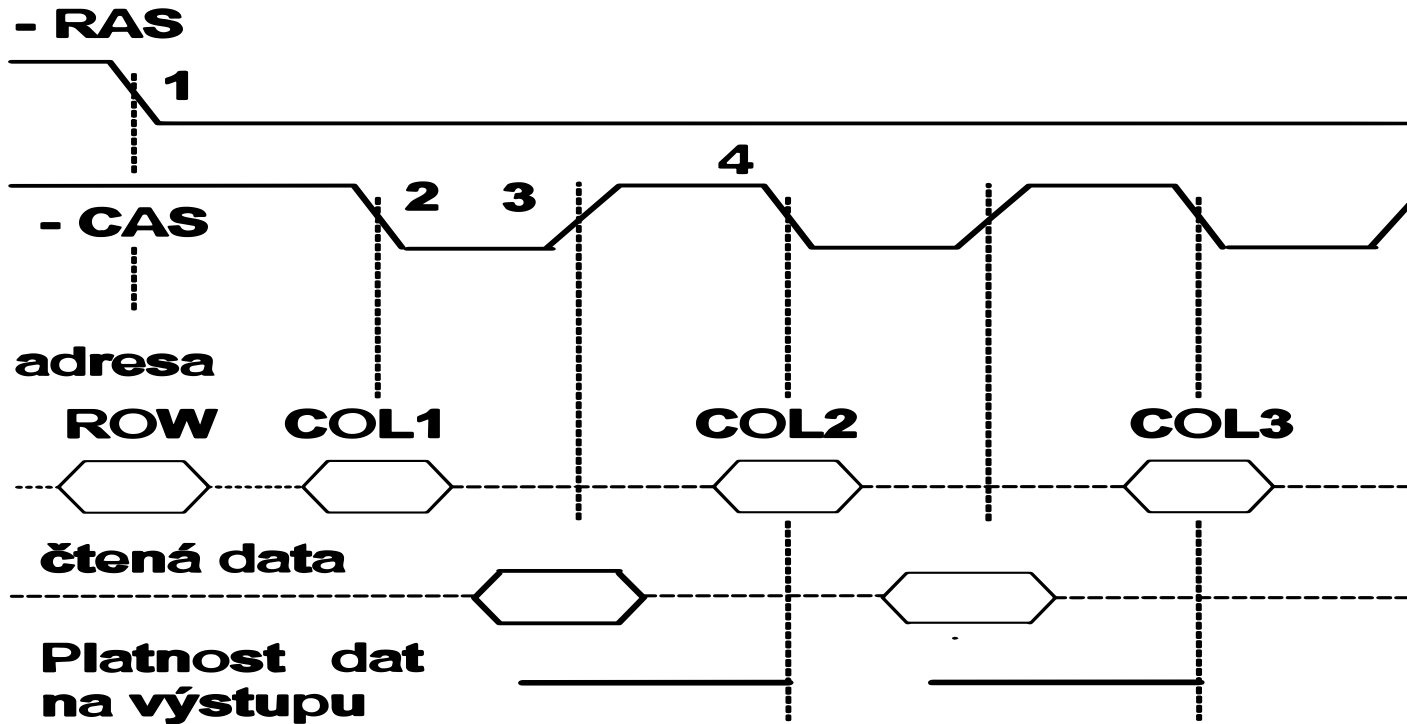 - RAS
1
4
2 3
- CAS
adresa
ROW COL1 COL2 COL3
čtená data
Platnost dat
na výstupu